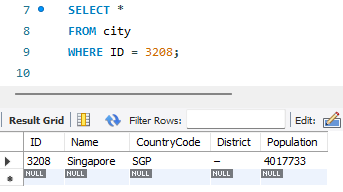 7 SELECT *
8 FROM city
9 WHERE ID = 3208;
10
Result Grid Filter Rows: Edit:
ID Name CountryCode District Population
3208 Singapore SGP – 4017733
NULL NULL NULL NULL NULL